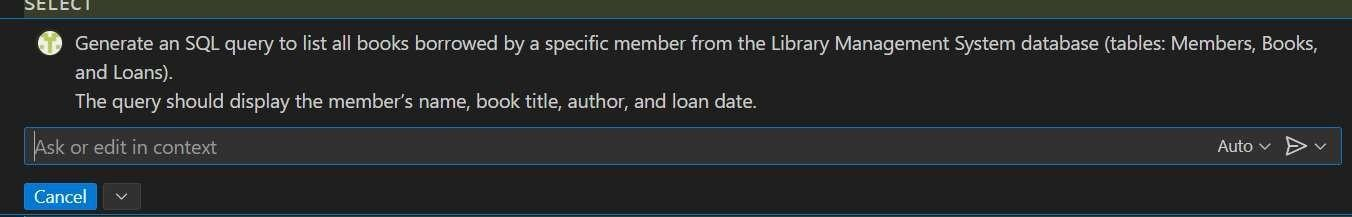 SELECT
Generate an SQL query to list all books borrowed by a specific member from the Library Management System database (tables: Members, Books,
and Loans).
The query should display the member’s name, book title, author, and loan date.
Ask or edit in context
Auto
Cancel